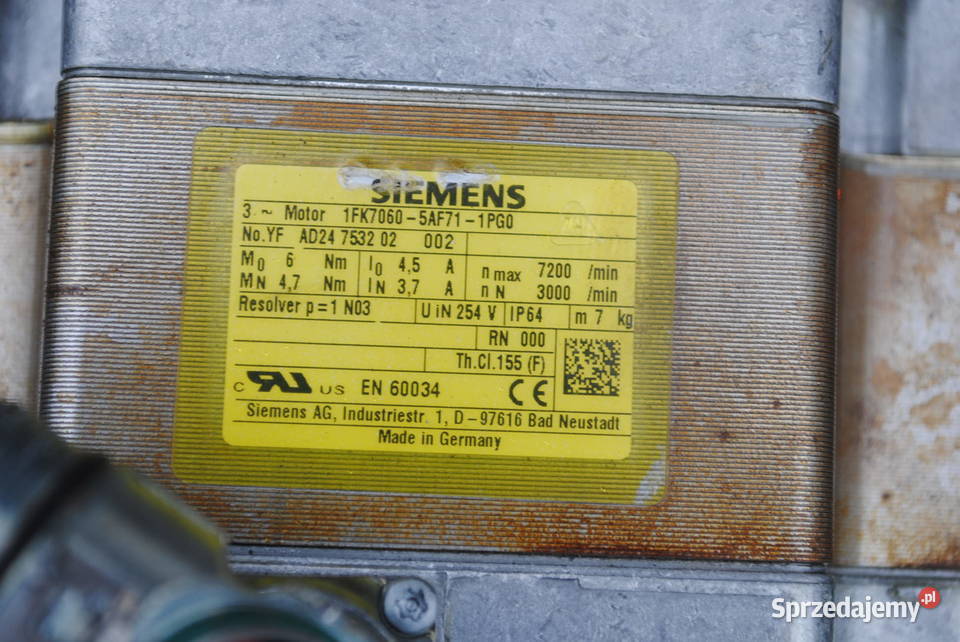 SIEMENS
3 ~ Motor 1FK7060-5AF71-1PG0
No.YF AD24 7532 02 002
M0 6 Nm I0 4,5 A n max 7200 /min
MN 4,7 Nm IN 3,7 A n N 3000 /min
Resolver p=1 N03 U iN 254 V IP64 m 7 kg
RN 000
Th.Cl.155 (F)
C US EN 60034 CE
Siemens AG, Industriestr. 1, D-97616 Bad Neustadt
Made in Germany
Sprzedajemy.pl